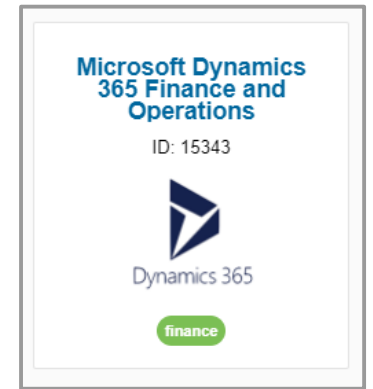 Microsoft Dynamics
365 Finance and
Operations
ID: 15343
Dynamics 365
finance